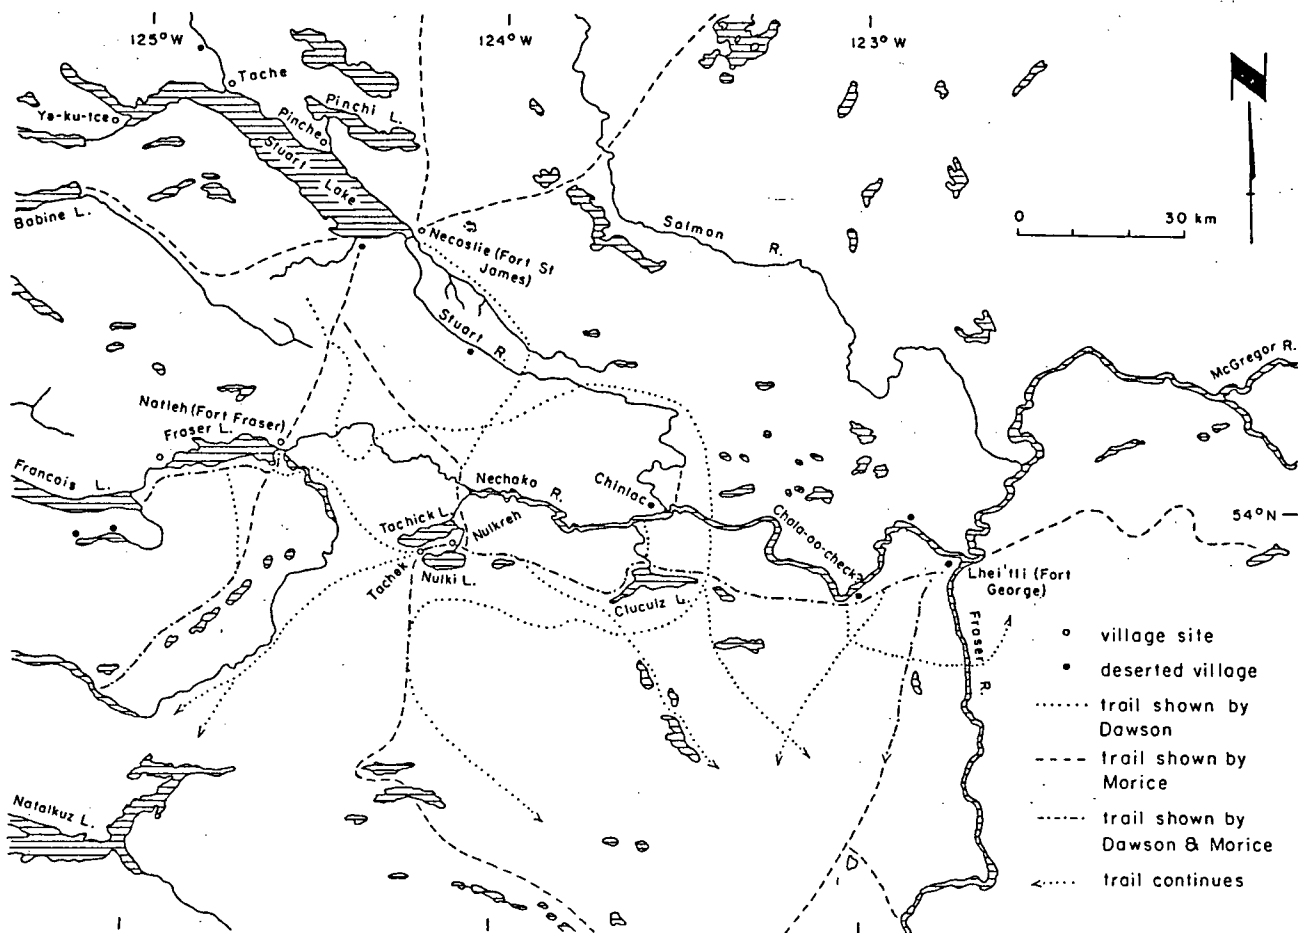 125° W
124° W
123° W
Tache
Pinchi L.
Ya-ku-tce
Pinche
Stuart
Lake
Babine L.
Salmon R.
0 30 km
Necoslie (Fort St
James)
Stuart R.
McGregor R.
Natleh (Fort Fraser)
Fraser L.
Francois L.
Nechako R.
Chinlac
Tachick L.
Nulkreh
Chala-oo-check
54° N
Tachek
Nulki L.
Cluculz L.
Lhei'tli (Fort
George)
Fraser R.
village site
deserted village
trail shown by
Dawson
trail shown by
Morice
trail shown by
Dawson & Morice
trail continues
Natalkuz L.